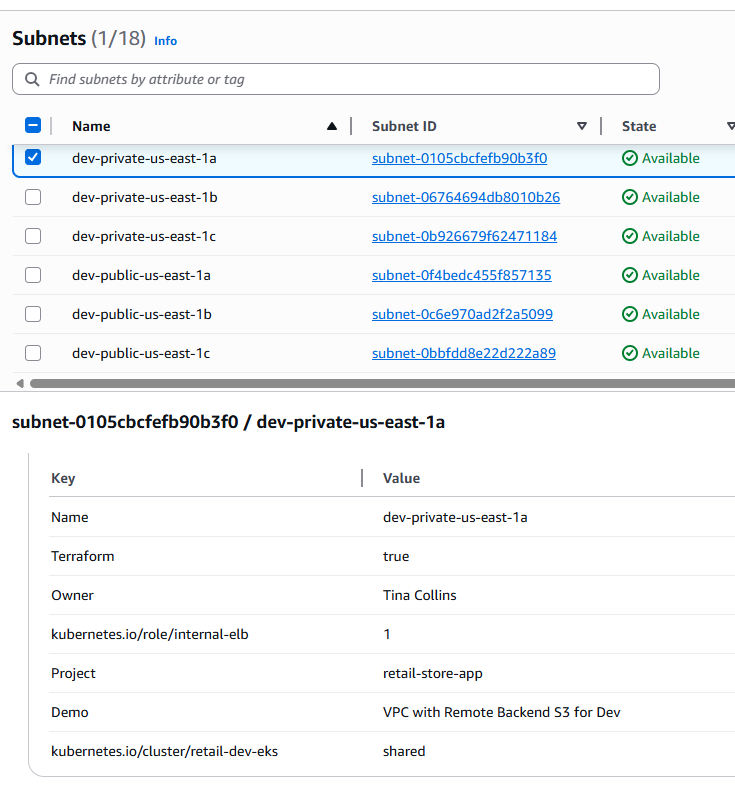 Subnets (1/18) Info
Find subnets by attribute or tag
Name Subnet ID State
dev-private-us-east-1a subnet-0105cbcfefb90b3f0 Available
dev-private-us-east-1b subnet-06764694db8010b26 Available
dev-private-us-east-1c subnet-0b926679f62471184 Available
dev-public-us-east-1a subnet-0f4bedc455f857135 Available
dev-public-us-east-1b subnet-0c6e970ad2f2a5099 Available
dev-public-us-east-1c subnet-0bbfdd8e22d222a89 Available
subnet-0105cbcfefb90b3f0 / dev-private-us-east-1a
Key Value
Name dev-private-us-east-1a
Terraform true
Owner Tina Collins
kubernetes.io/role/internal-elb 1
Project retail-store-app
Demo VPC with Remote Backend S3 for Dev
kubernetes.io/cluster/retail-dev-eks shared